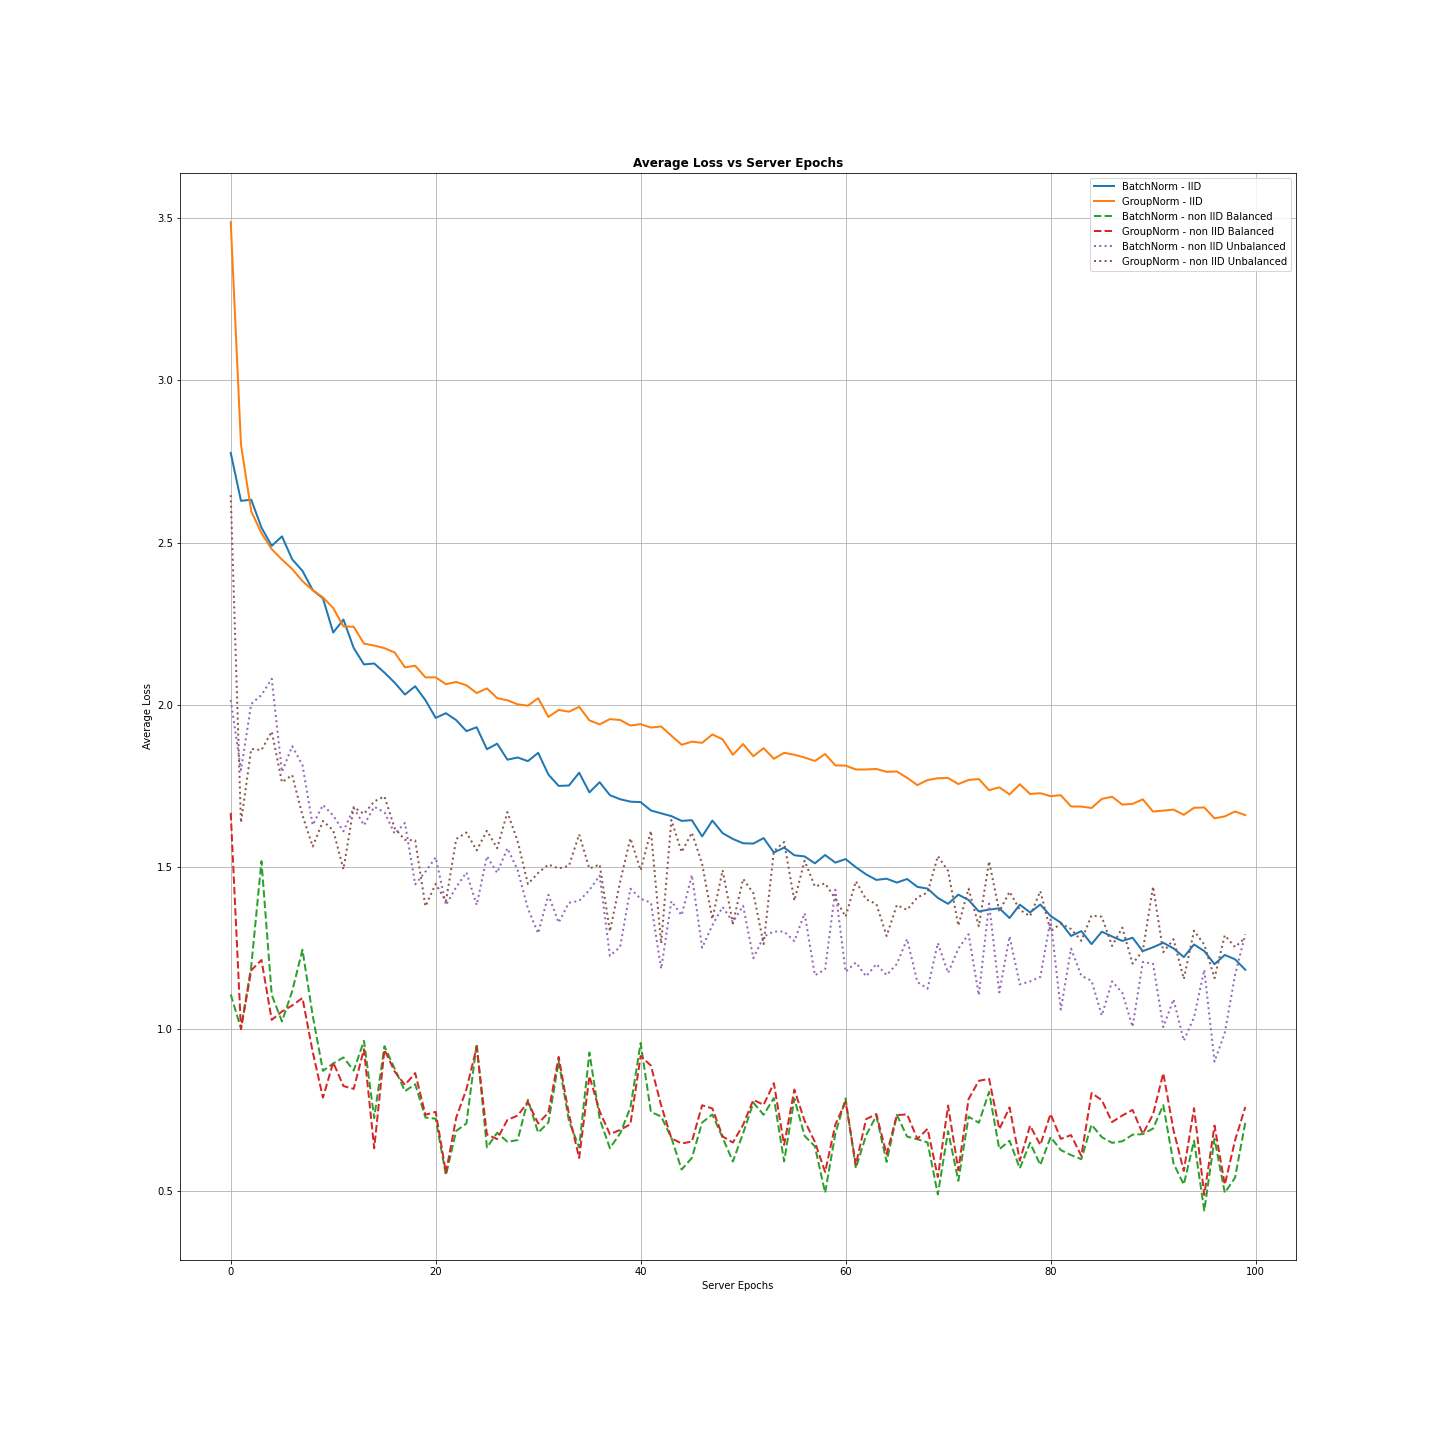 Average Loss vs Server Epochs
BatchNorm - IID
GroupNorm - IID
BatchNorm - non IID Balanced
GroupNorm - non IID Balanced
BatchNorm - non IID Unbalanced
GroupNorm - non IID Unbalanced
3.5
3.0
2.5
2.0
1.5
1.0
0.5
Average Loss
0 20 40 60 80 100
Server Epochs